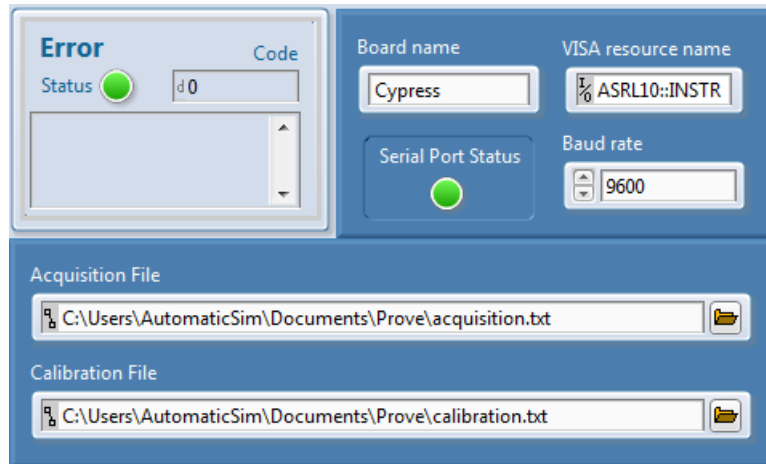 Error
Code
Status
d 0
Board name
VISA resource name
Cypress
I/O ASRL10::INSTR
Serial Port Status
Baud rate
9600
Acquisition File
C:\Users\AutomaticSim\Documents\Prove\acquisition.txt
Calibration File
C:\Users\AutomaticSim\Documents\Prove\calibration.txt